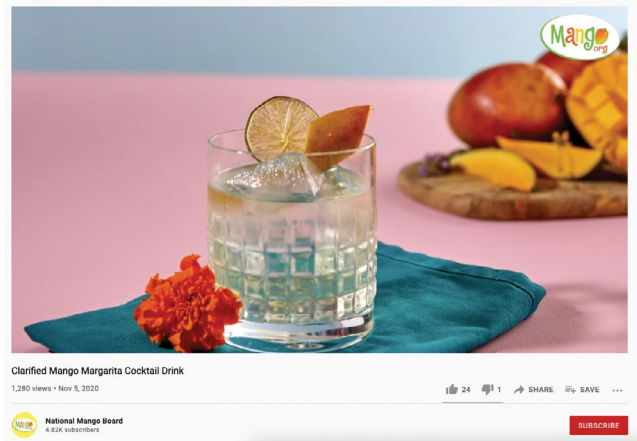 Mango
.org
Clarified Mango Margarita Cocktail Drink
1,280 views • Nov 5, 2020
24
1
SHARE
SAVE
National Mango Board
4.82K subscribers
SUBSCRIBE